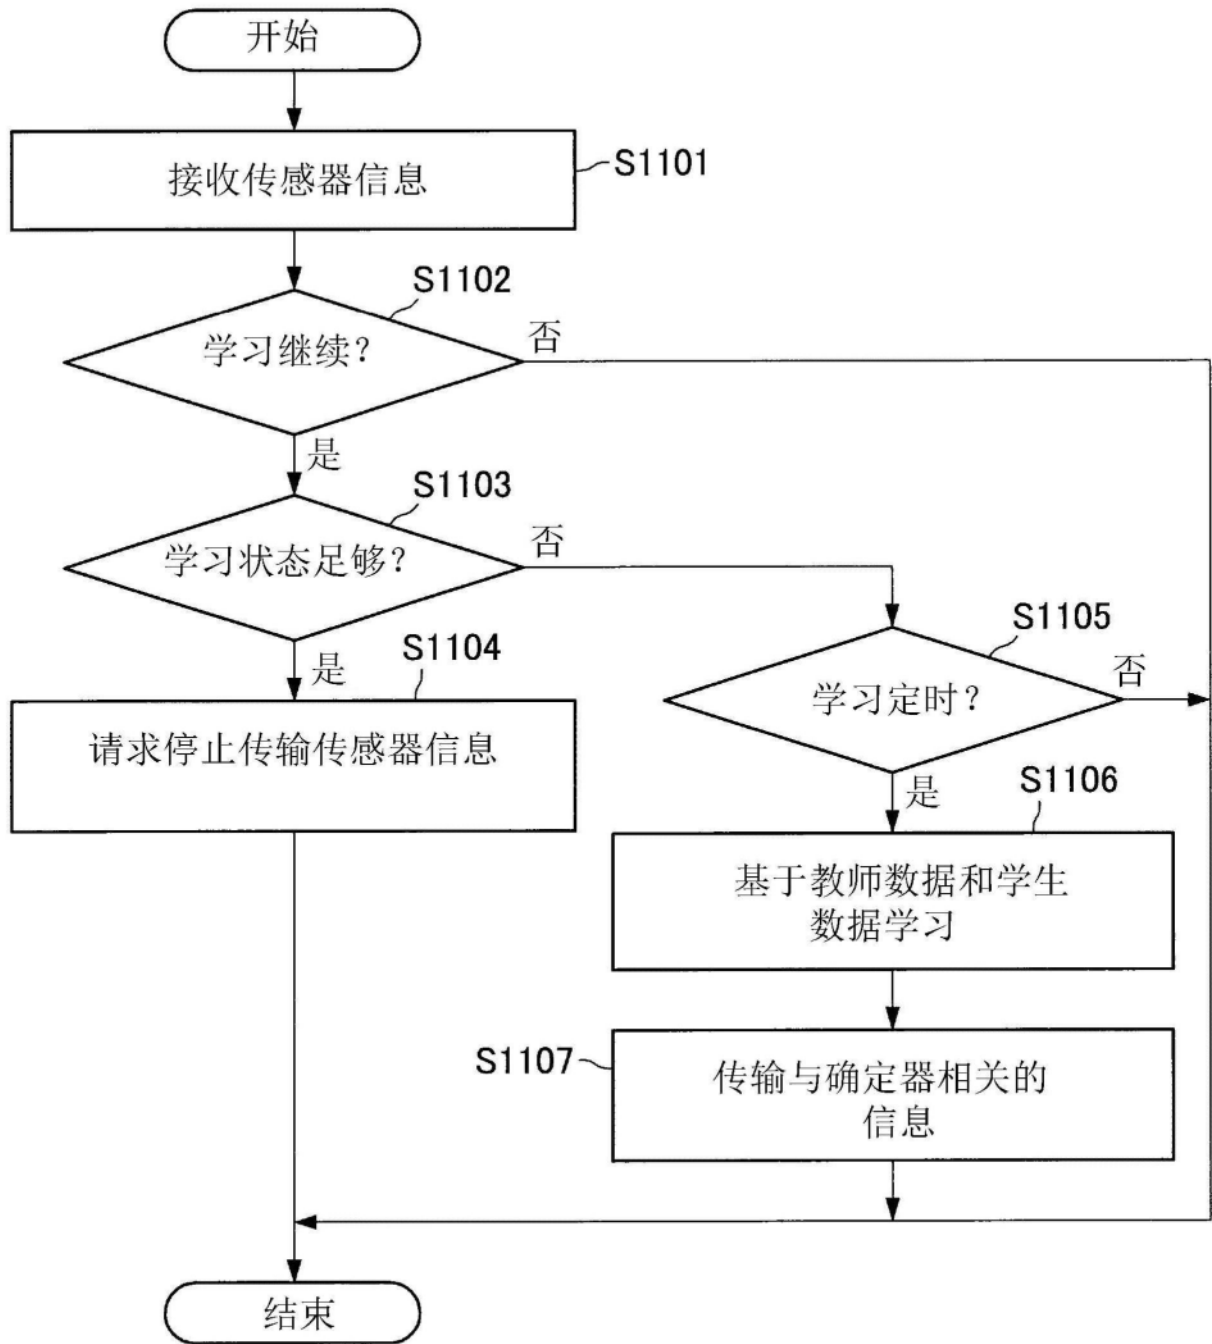 开始
接收传感器信息
S1101
S1102
学习继续？
否
是
S1103
学习状态足够？
否
是
S1104
请求停止传输传感器信息
S1105
学习定时？
否
是
S1106
基于教师数据和学生
数据学习
S1107
传输与确定器相关的
信息
结束